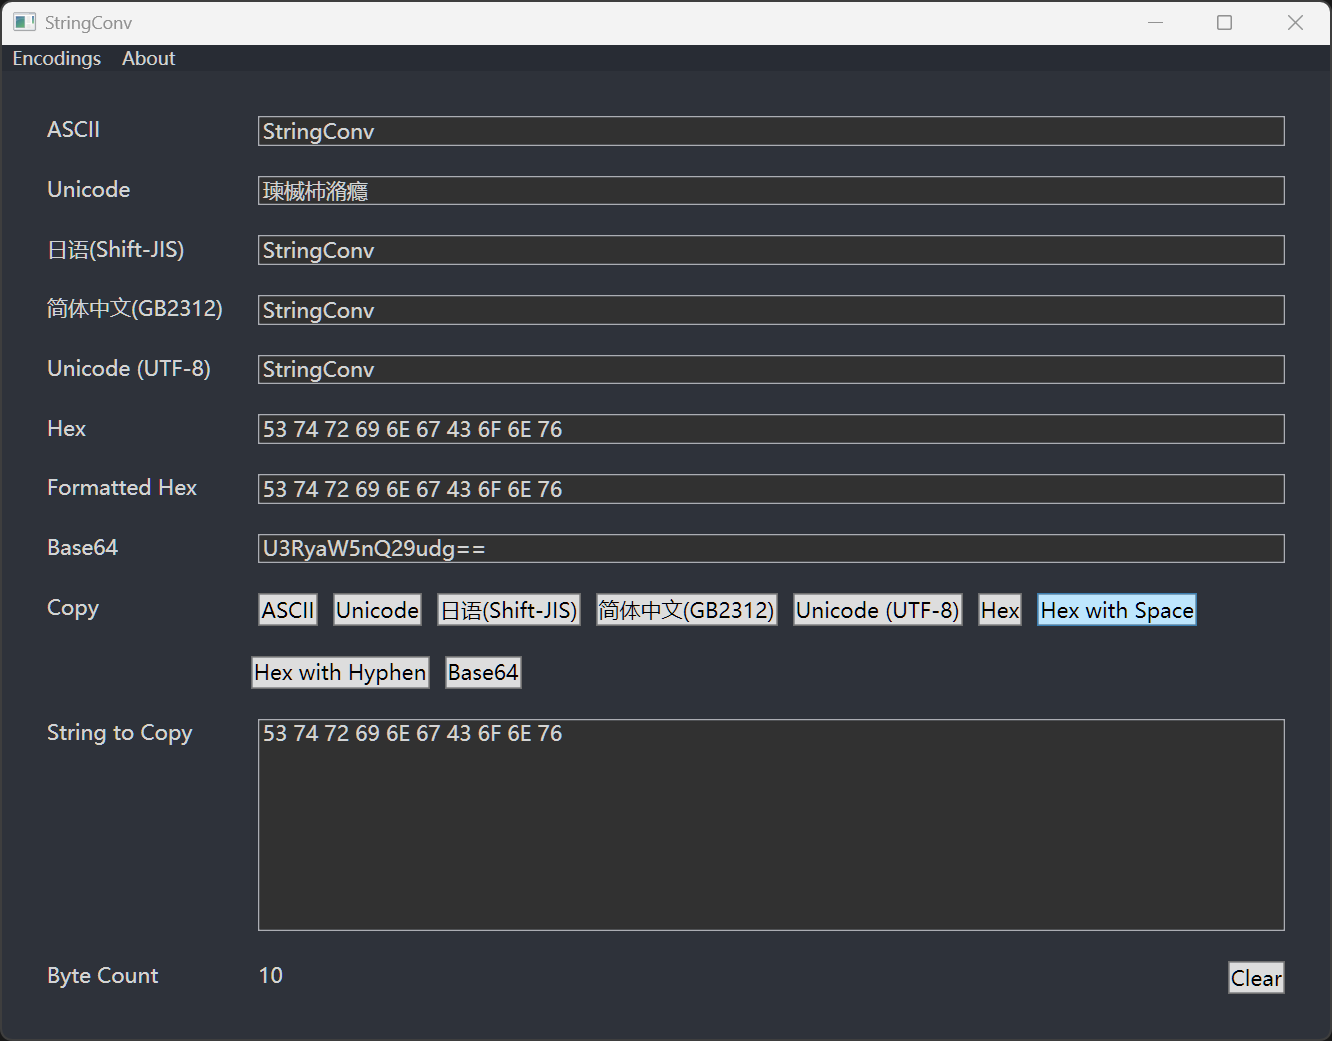 StringConv
Encodings About
ASCII StringConv
Unicode 瑓楲杮潃癮
日语(Shift-JIS) StringConv
简体中文(GB2312) StringConv
Unicode (UTF-8) StringConv
Hex 53 74 72 69 6E 67 43 6F 6E 76
Formatted Hex 53 74 72 69 6E 67 43 6F 6E 76
Base64 U3RyaW5nQ29udg==
Copy ASCII Unicode 日语(Shift-JIS) 简体中文(GB2312) Unicode (UTF-8) Hex Hex with Space
Hex with Hyphen Base64
String to Copy 53 74 72 69 6E 67 43 6F 6E 76
Byte Count 10 Clear